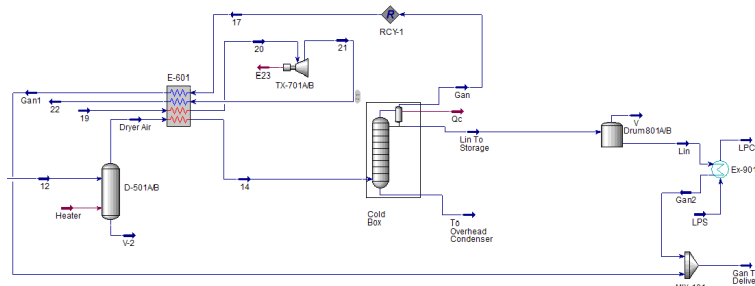 17
R
RCY-1
20
21
E23
TX-701A/B
E-601
Gan
Qc
Gan1
22
19
Dryer Air
V
Drum801A/B
LPC
Lin To
Storage
Lin
Ex-901
12
D-501A/B
14
Gan2
Heater
LPS
V-2
Cold
Box
To
Overhead
Condenser
Gan T
Delive